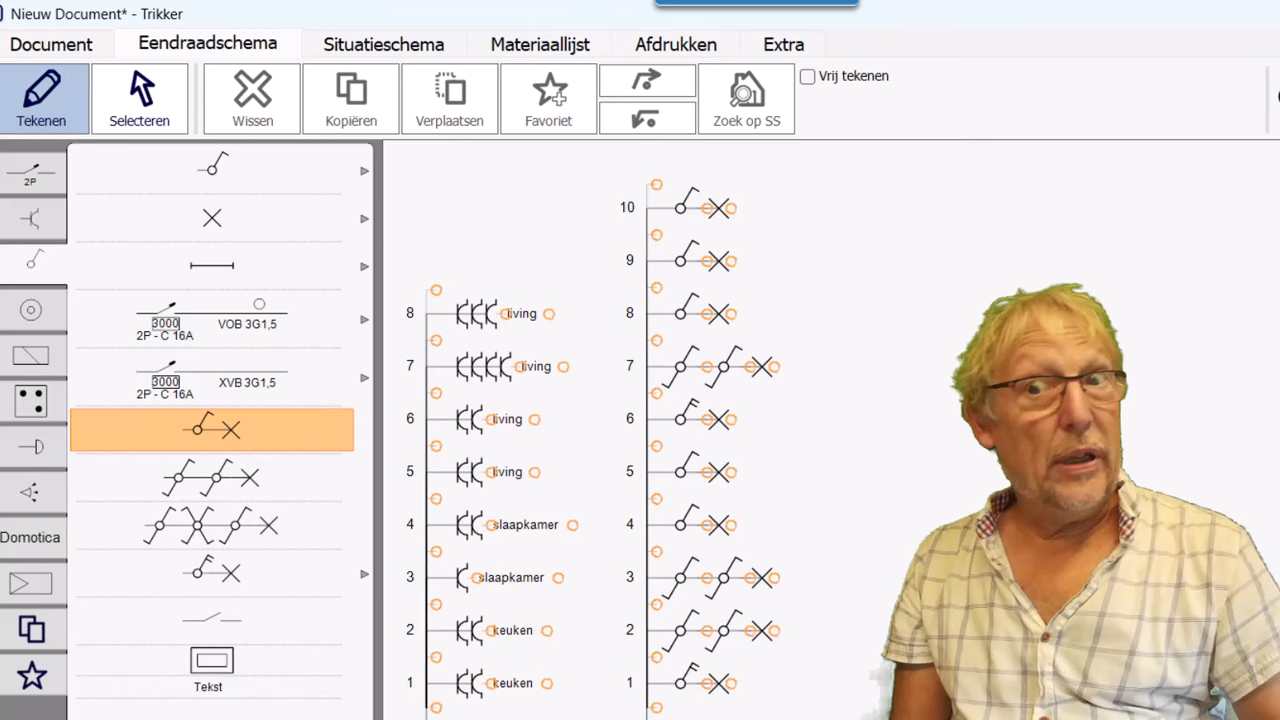 Nieuw Document* - Trikker
Document
Eendraadschema
Situatieschema
Materiaallijst
Afdrukken
Extra
Tekenen
Selecteren
Wissen
Kopiëren
Verplaatsen
Favoriet
Zoek op SS
Vrij tekenen
2P
3000
VOB 3G1,5
2P - C 16A
3000
XVB 3G1,5
2P - C 16A
Domotica
Tekst
8 living
7 living
6 living
5 living
4 slaapkamer
3 slaapkamer
2 keuken
1 keuken
10
9
8
7
6
5
4
3
2
1